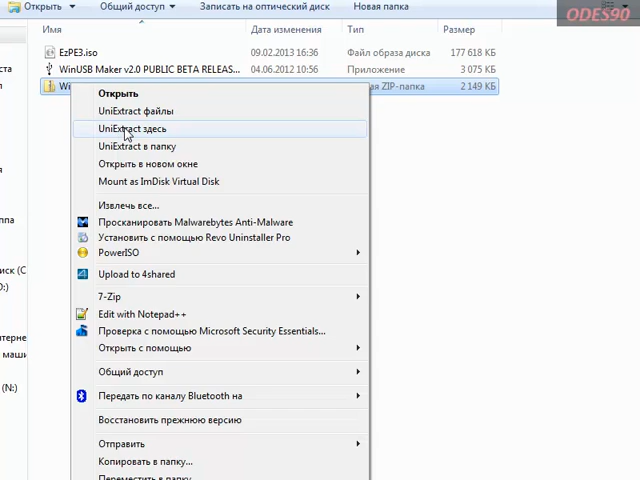 Открыть Общий доступ Записать на оптический диск Новая папка
ODES90
Имя Дата изменения Тип Размер
EzPE3.iso 09.02.2013 16:36 Файл образа диска 177 618 КБ
WinUSB Maker v2.0 PUBLIC BETA RELEAS... 04.06.2012 10:56 Приложение 3 075 КБ
ZIP-папка 2 149 КБ
Открыть
UniExtract файлы
UniExtract здесь
UniExtract в папку
Открыть в новом окне
Mount as ImDisk Virtual Disk
Извлечь все...
Просканировать Malwarebytes Anti-Malware
Установить с помощью Revo Uninstaller Pro
PowerISO
Upload to 4shared
7-Zip
Edit with Notepad++
Проверка с помощью Microsoft Security Essentials...
Открыть с помощью
Общий доступ
Передать по каналу Bluetooth на
Восстановить прежнюю версию
Отправить
Копировать в папку...
Переместить в папку
(N:)